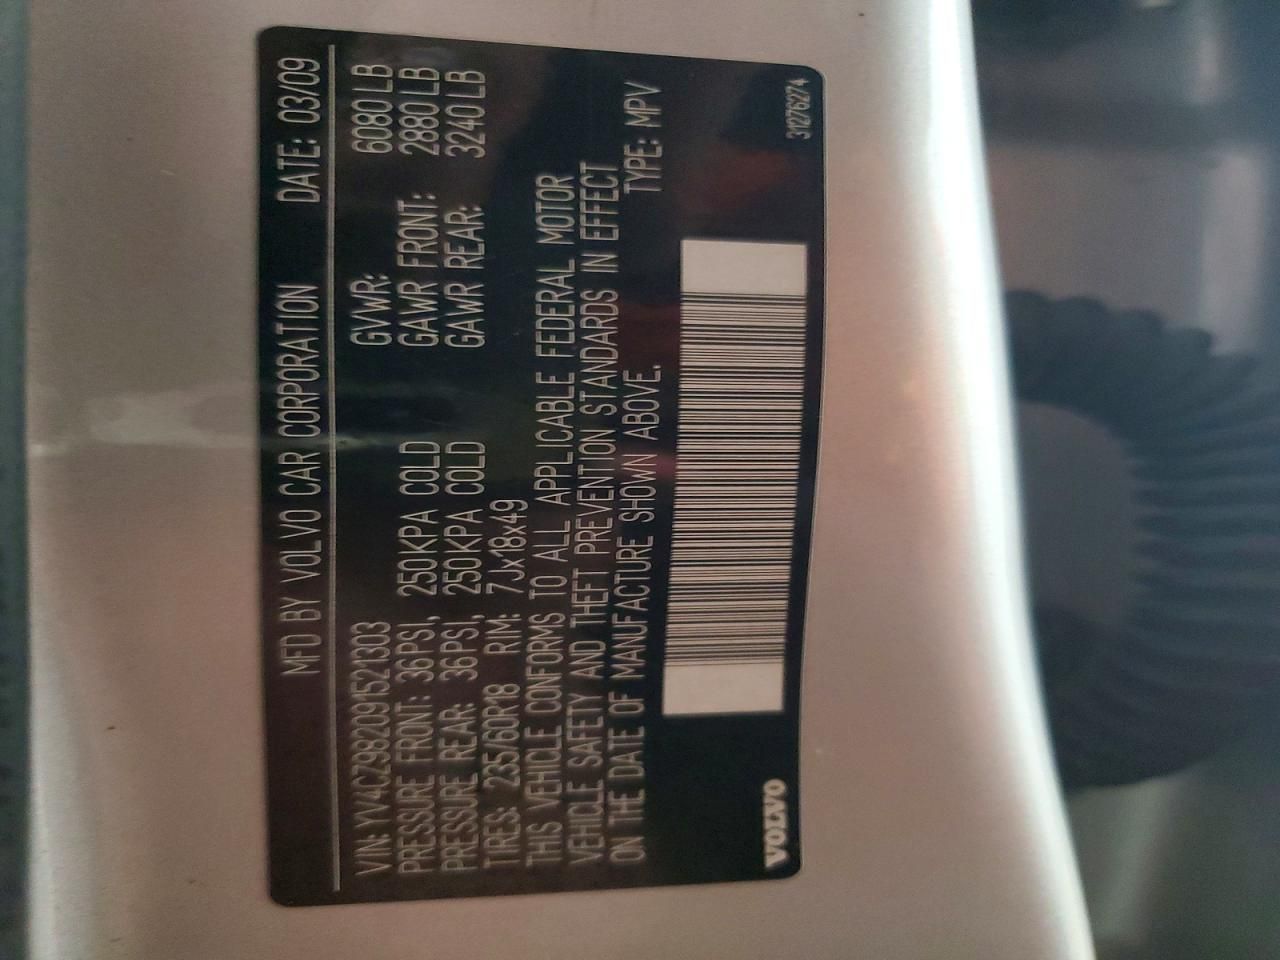 MFD BY VOLVO CAR CORPORATION DATE: 03/09
VIN: YV4CZ982091521303 GVWR: 6080 LB
PRESSURE FRONT: 36PSI, 250KPA COLD GAWR FRONT: 2880 LB
PRESSURE REAR: 36PSI, 250KPA COLD GAWR REAR: 3240 LB
TIRES: 235/60R18 RIM: 7Jx18x49
THIS VEHICLE CONFORMS TO ALL APPLICABLE FEDERAL MOTOR
VEHICLE SAFETY AND THEFT PREVENTION STANDARDS IN EFFECT
ON THE DATE OF MANUFACTURE SHOWN ABOVE. TYPE: MPV
VOLVO 31276274